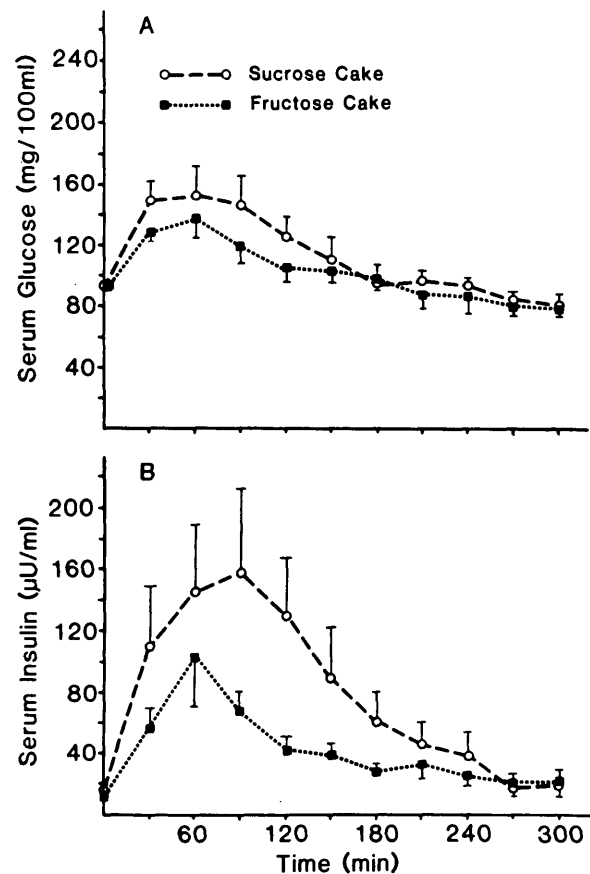 A
Sucrose Cake
Fructose Cake
Serum Glucose (mg/100ml)
240
200
160
120
80
40
B
Serum Insulin (µU/ml)
200
160
120
80
40
60 120 180 240 300
Time (min)